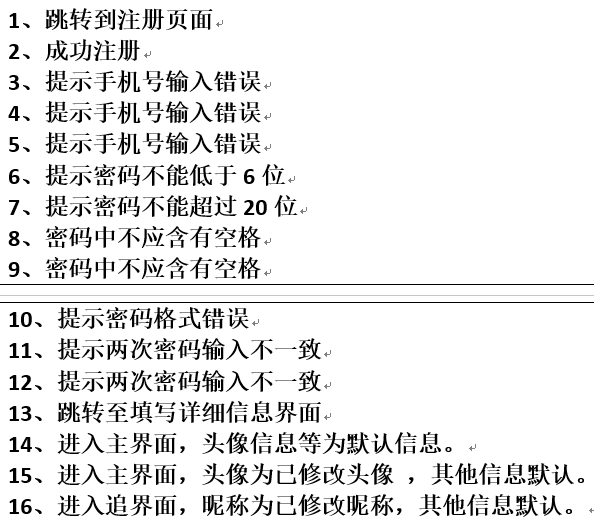 1、跳转到注册页面
2、成功注册
3、提示手机号输入错误
4、提示手机号输入错误
5、提示手机号输入错误
6、提示密码不能低于 6 位
7、提示密码不能超过 20 位
8、密码中不应含有空格
9、密码中不应含有空格
10、提示密码格式错误
11、提示两次密码输入不一致
12、提示两次密码输入不一致
13、跳转至填写详细信息界面
14、进入主界面，头像信息等为默认信息。
15、进入主界面，头像为已修改头像 ，其他信息默认。
16、进入追界面，昵称为已修改昵称，其他信息默认。